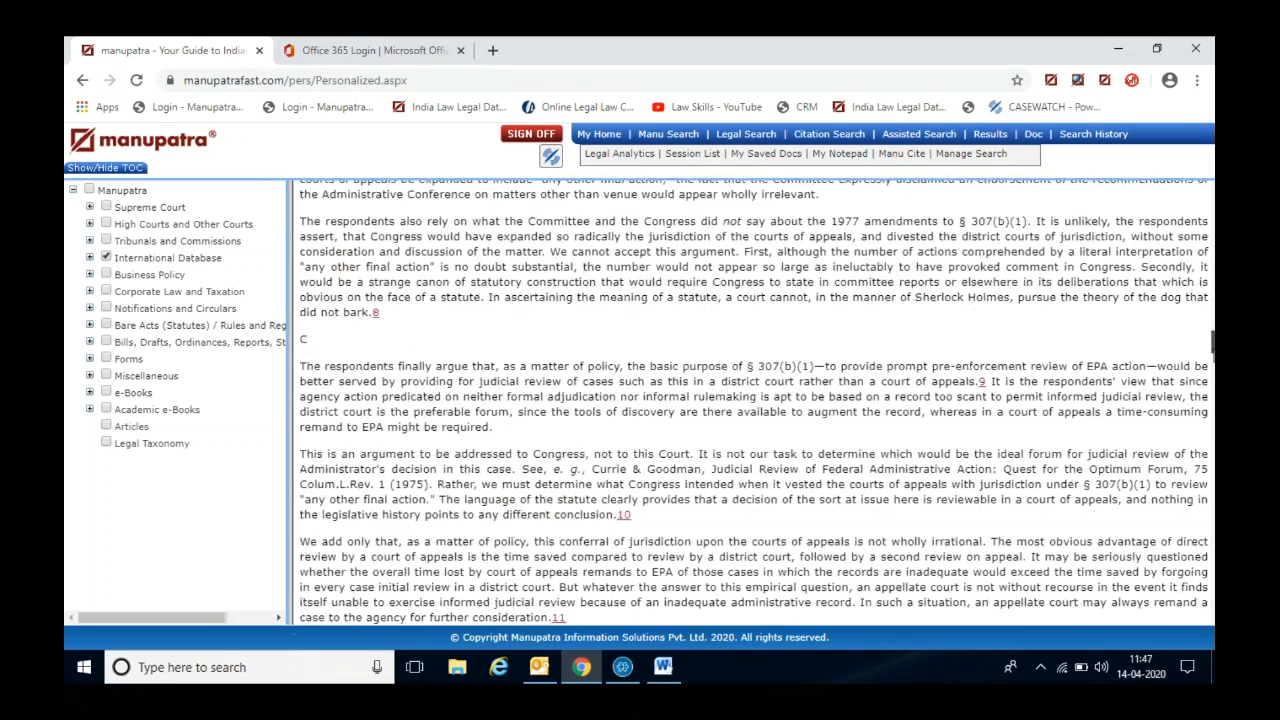 manupatra - Your Guide to India
Office 365 Login | Microsoft Offic
manupatrafast.com/pers/Personalized.aspx
Apps
Login - Manupatra...
Login - Manupatra...
India Law Legal Dat...
Online Legal Law C...
Law Skills - YouTube
CRM
India Law Legal Dat...
CASEWATCH - Pow...
manupatra®
SIGN OFF
My Home | Manu Search | Legal Search | Citation Search | Assisted Search | Results | Doc | Search History
Legal Analytics | Session List | My Saved Docs | My Notepad | Manu Cite | Manage Search
Show/Hide TOC
Manupatra
Supreme Court
High Courts and Other Courts
Tribunals and Commissions
International Database
Business Policy
Corporate Law and Taxation
Notifications and Circulars
Bare Acts (Statutes) / Rules and Reg
Bills, Drafts, Ordinances, Reports, St
Forms
Miscellaneous
e-Books
Academic e-Books
Articles
Legal Taxonomy
the Administrative Conference on matters other than venue would appear wholly irrelevant.
The respondents also rely on what the Committee and the Congress did not say about the 1977 amendments to § 307(b)(1). It is unlikely, the respondents
assert, that Congress would have expanded so radically the jurisdiction of the courts of appeals, and divested the district courts of jurisdiction, without some
consideration and discussion of the matter. We cannot accept this argument. First, although the number of actions comprehended by a literal interpretation of
"any other final action" is no doubt substantial, the number would not appear so large as ineluctably to have provoked comment in Congress. Secondly, it
would be a strange canon of statutory construction that would require Congress to state in committee reports or elsewhere in its deliberations that which is
obvious on the face of a statute. In ascertaining the meaning of a statute, a court cannot, in the manner of Sherlock Holmes, pursue the theory of the dog that
did not bark.8
C
The respondents finally argue that, as a matter of policy, the basic purpose of § 307(b)(1)—to provide prompt pre-enforcement review of EPA action—would be
better served by providing for judicial review of cases such as this in a district court rather than a court of appeals.9 It is the respondents' view that since
agency action predicated on neither formal adjudication nor informal rulemaking is apt to be based on a record too scant to permit informed judicial review, the
district court is the preferable forum, since the tools of discovery are there available to augment the record, whereas in a court of appeals a time-consuming
remand to EPA might be required.
This is an argument to be addressed to Congress, not to this Court. It is not our task to determine which would be the ideal forum for judicial review of the
Administrator's decision in this case. See, e. g., Currie & Goodman, Judicial Review of Federal Administrative Action: Quest for the Optimum Forum, 75
Colum.L.Rev. 1 (1975). Rather, we must determine what Congress intended when it vested the courts of appeals with jurisdiction under § 307(b)(1) to review
"any other final action." The language of the statute clearly provides that a decision of the sort at issue here is reviewable in a court of appeals, and nothing in
the legislative history points to any different conclusion.10
We add only that, as a matter of policy, this conferral of jurisdiction upon the courts of appeals is not wholly irrational. The most obvious advantage of direct
review by a court of appeals is the time saved compared to review by a district court, followed by a second review on appeal. It may be seriously questioned
whether the overall time lost by court of appeals remands to EPA of those cases in which the records are inadequate would exceed the time saved by forgoing
in every case initial review in a district court. But whatever the answer to this empirical question, an appellate court is not without recourse in the event it finds
itself unable to exercise informed judicial review because of an inadequate administrative record. In such a situation, an appellate court may always remand a
case to the agency for further consideration.11
© Copyright Manupatra Information Solutions Pvt. Ltd. 2020. All rights reserved.
Type here to search
11:47
14-04-2020